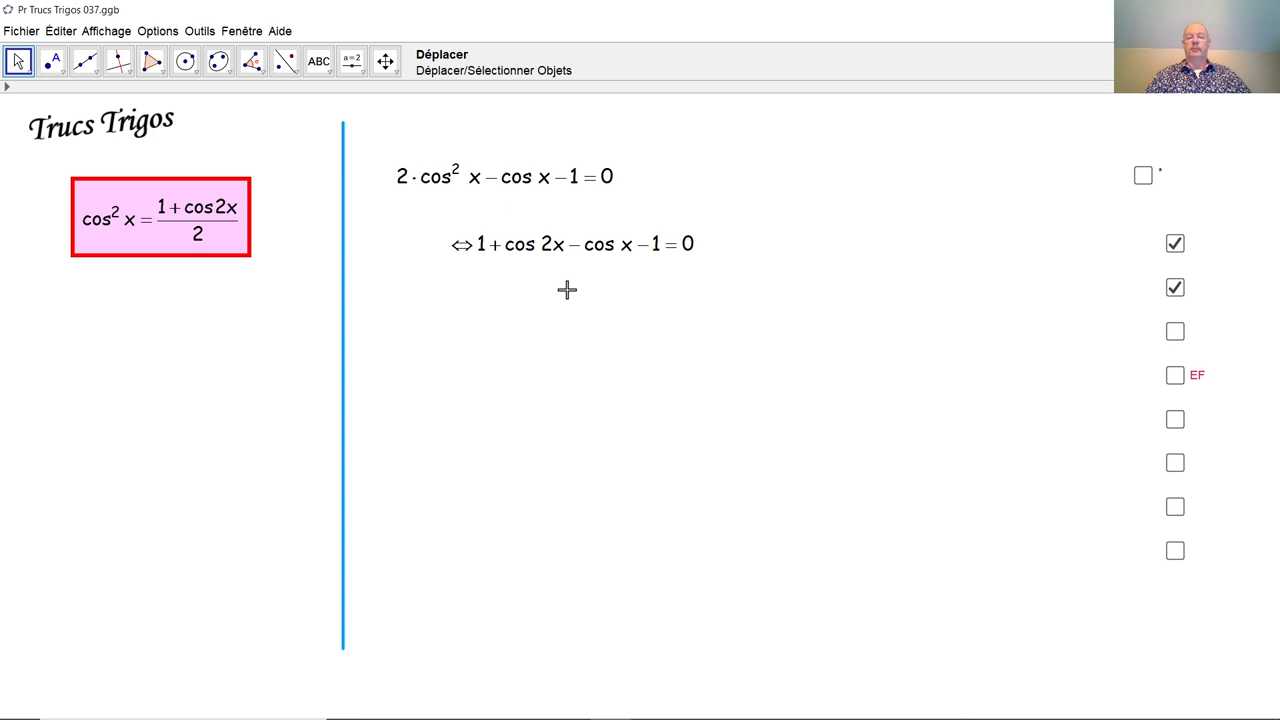 Pr Trucs Trigos 037.ggb
Fichier Éditer Affichage Options Outils Fenêtre Aide
A ABC a=2
Déplacer
Déplacer/Sélectionner Objets
Trucs Trigos
cos² x = (1 + cos2x)/2
2 · cos² x − cos x − 1 = 0
⇔ 1 + cos 2x − cos x − 1 = 0
EF